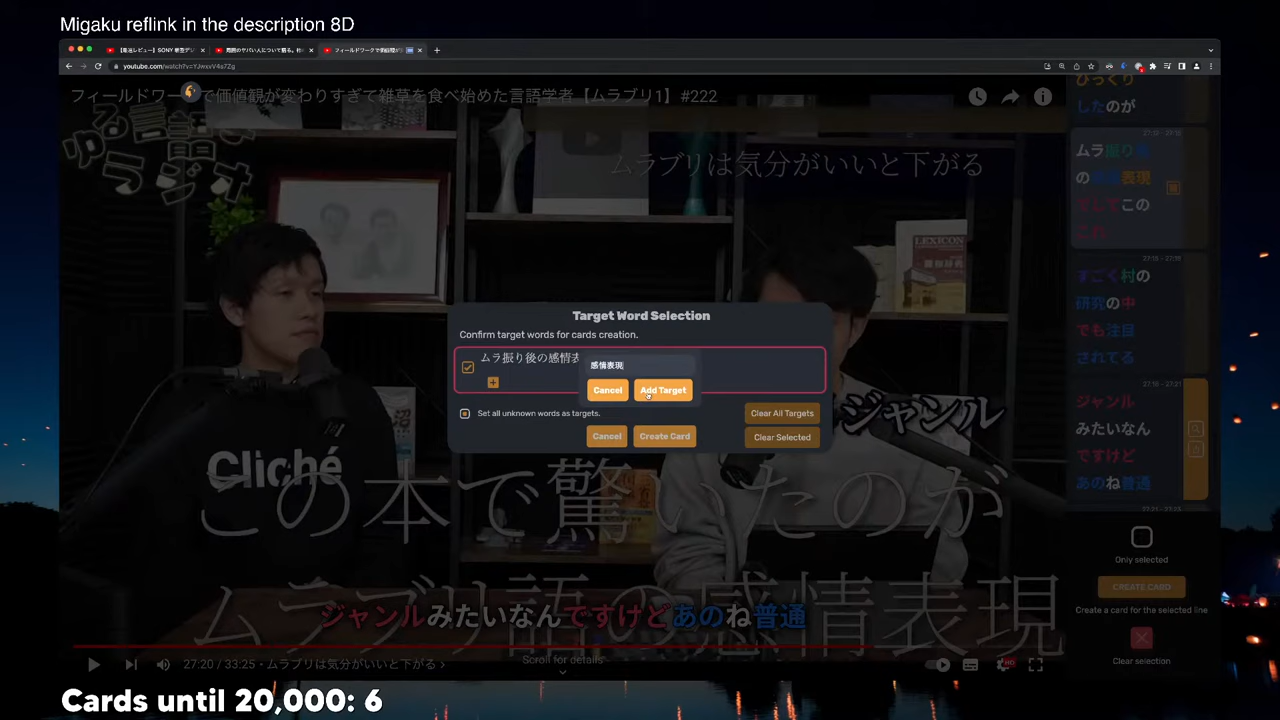 Migaku reflink in the description 8D
youtube.com/watch?v=YJwxvV4s7Zg
フィールドワークで価値観が変わりすぎて雑草を食べ始めた言語学者【ムラブリ1】#222
ゆる言語学ラジオ
ムラブリは気分がいいと下がる
LEXICON
Cliché
ジャンル
この本で驚いたのが
ムラブリ語の感情表現
ジャンルみたいなんですけどあのね普通
27:20 / 33:25・ムラブリは気分がいいと下がる
Scroll for details
HD
Target Word Selection
Confirm target words for cards creation.
ムラ振り後の感情表
感情表現
Cancel
Add Target
Set all unknown words as targets.
Clear All Targets
Cancel
Create Card
Clear Selected
びっくり
したのが
ムラ振り後
の感情表現
そしてこの
これ
すごく村の
研究の中
でも注目
されてる
ジャンル
みたいなん
ですけど
あのね普通
Only selected
CREATE CARD
Create a card for the selected line
Clear selection
Cards until 20,000: 6